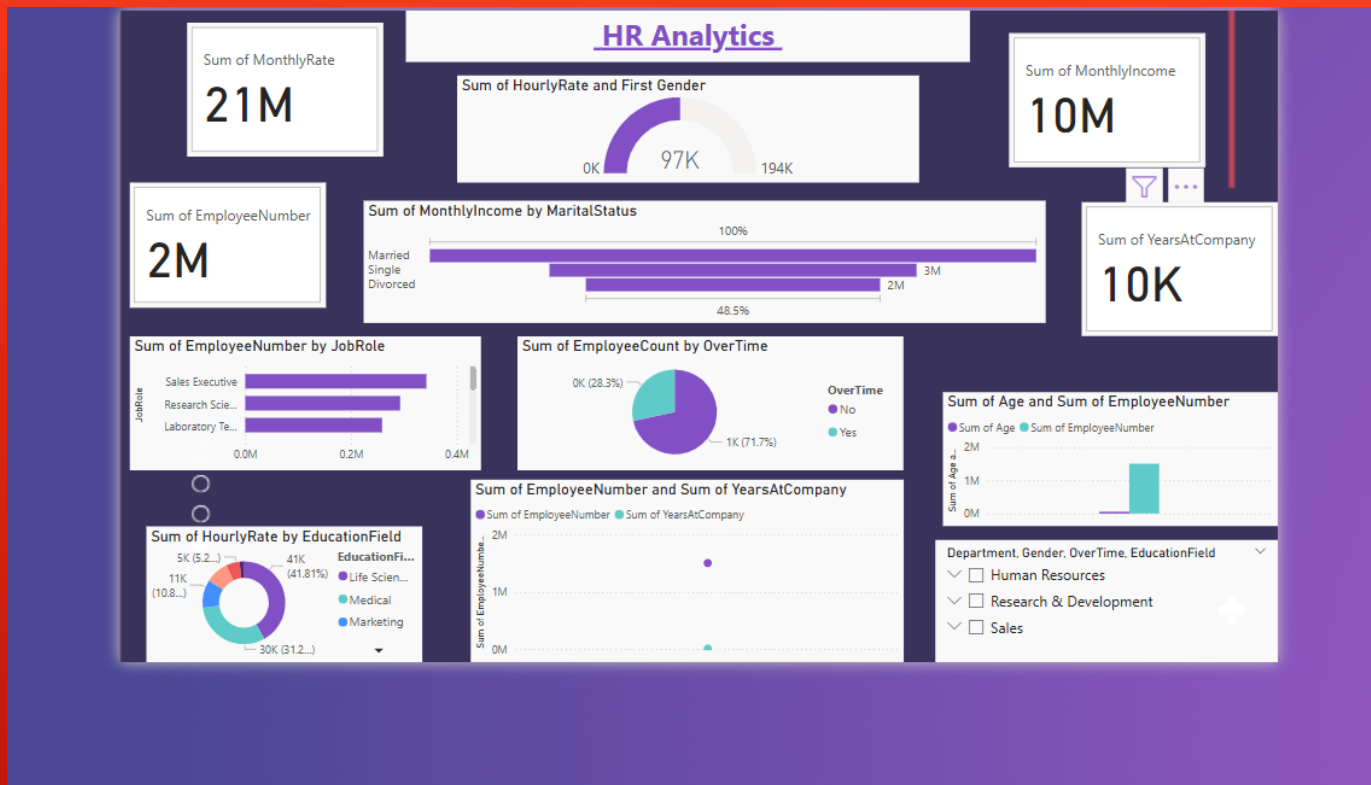 HR Analytics
Sum of MonthlyRate
21M
Sum of HourlyRate and First Gender
0K
97K
194K
Sum of MonthlyIncome
10M
Sum of EmployeeNumber
2M
Sum of MonthlyIncome by MaritalStatus
100%
Married
Single
3M
Divorced
2M
48.5%
Sum of YearsAtCompany
10K
Sum of EmployeeNumber by JobRole
JobRole
Sales Executive
Research Scie...
Laboratory Te...
0.0M 0.2M 0.4M
Sum of EmployeeCount by OverTime
0K (28.3%)
1K (71.7%)
OverTime
No
Yes
Sum of Age and Sum of EmployeeNumber
Sum of Age Sum of EmployeeNumber
Sum of Age a...
2M
1M
0M
Sum of HourlyRate by EducationField
5K (5.2...)
41K
(41.81%)
11K
(10.8...)
30K (31.2...)
EducationFi...
Life Scien...
Medical
Marketing
Sum of EmployeeNumber and Sum of YearsAtCompany
Sum of EmployeeNumber Sum of YearsAtCompany
Sum of EmployeeNumbe...
2M
1M
0M
Department, Gender, OverTime, EducationField
Human Resources
Research & Development
Sales